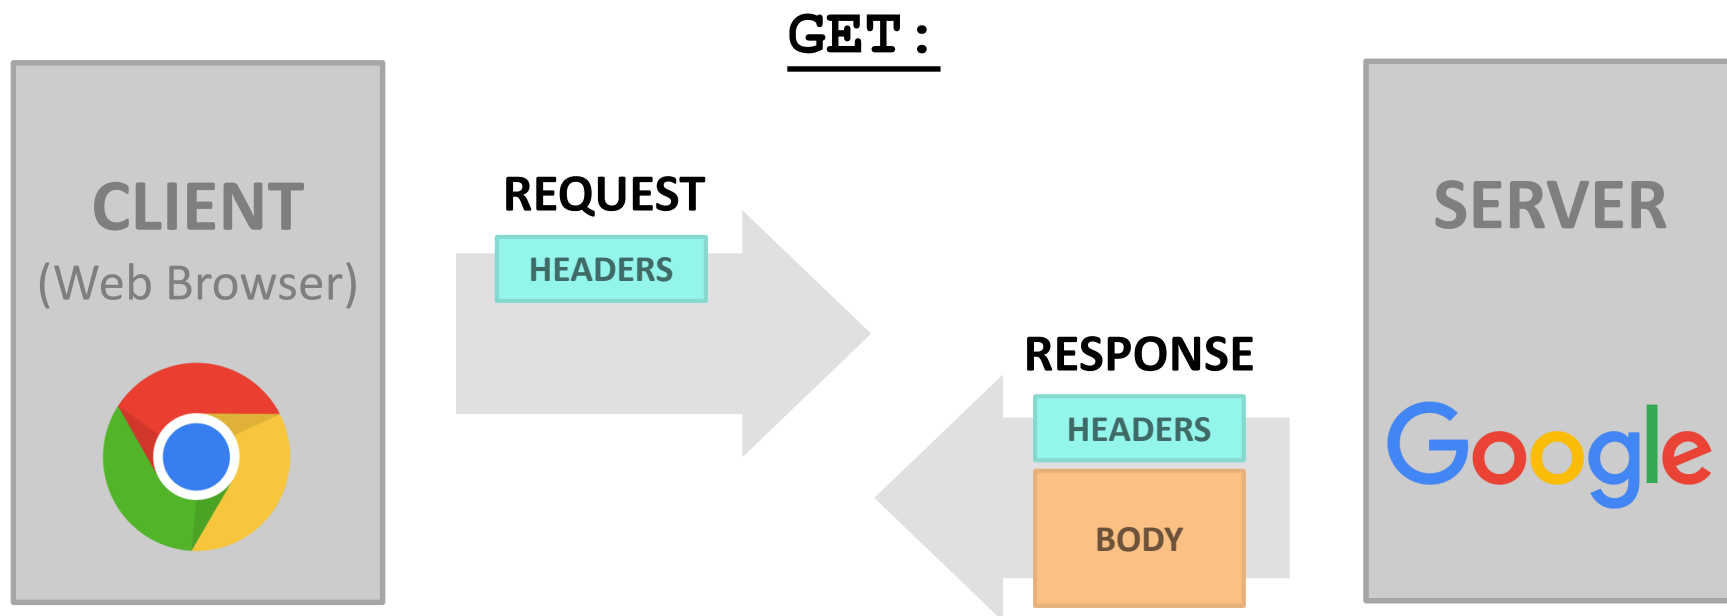 GET:
CLIENT
(Web Browser)
REQUEST
HEADERS
RESPONSE
HEADERS
BODY
SERVER
Google